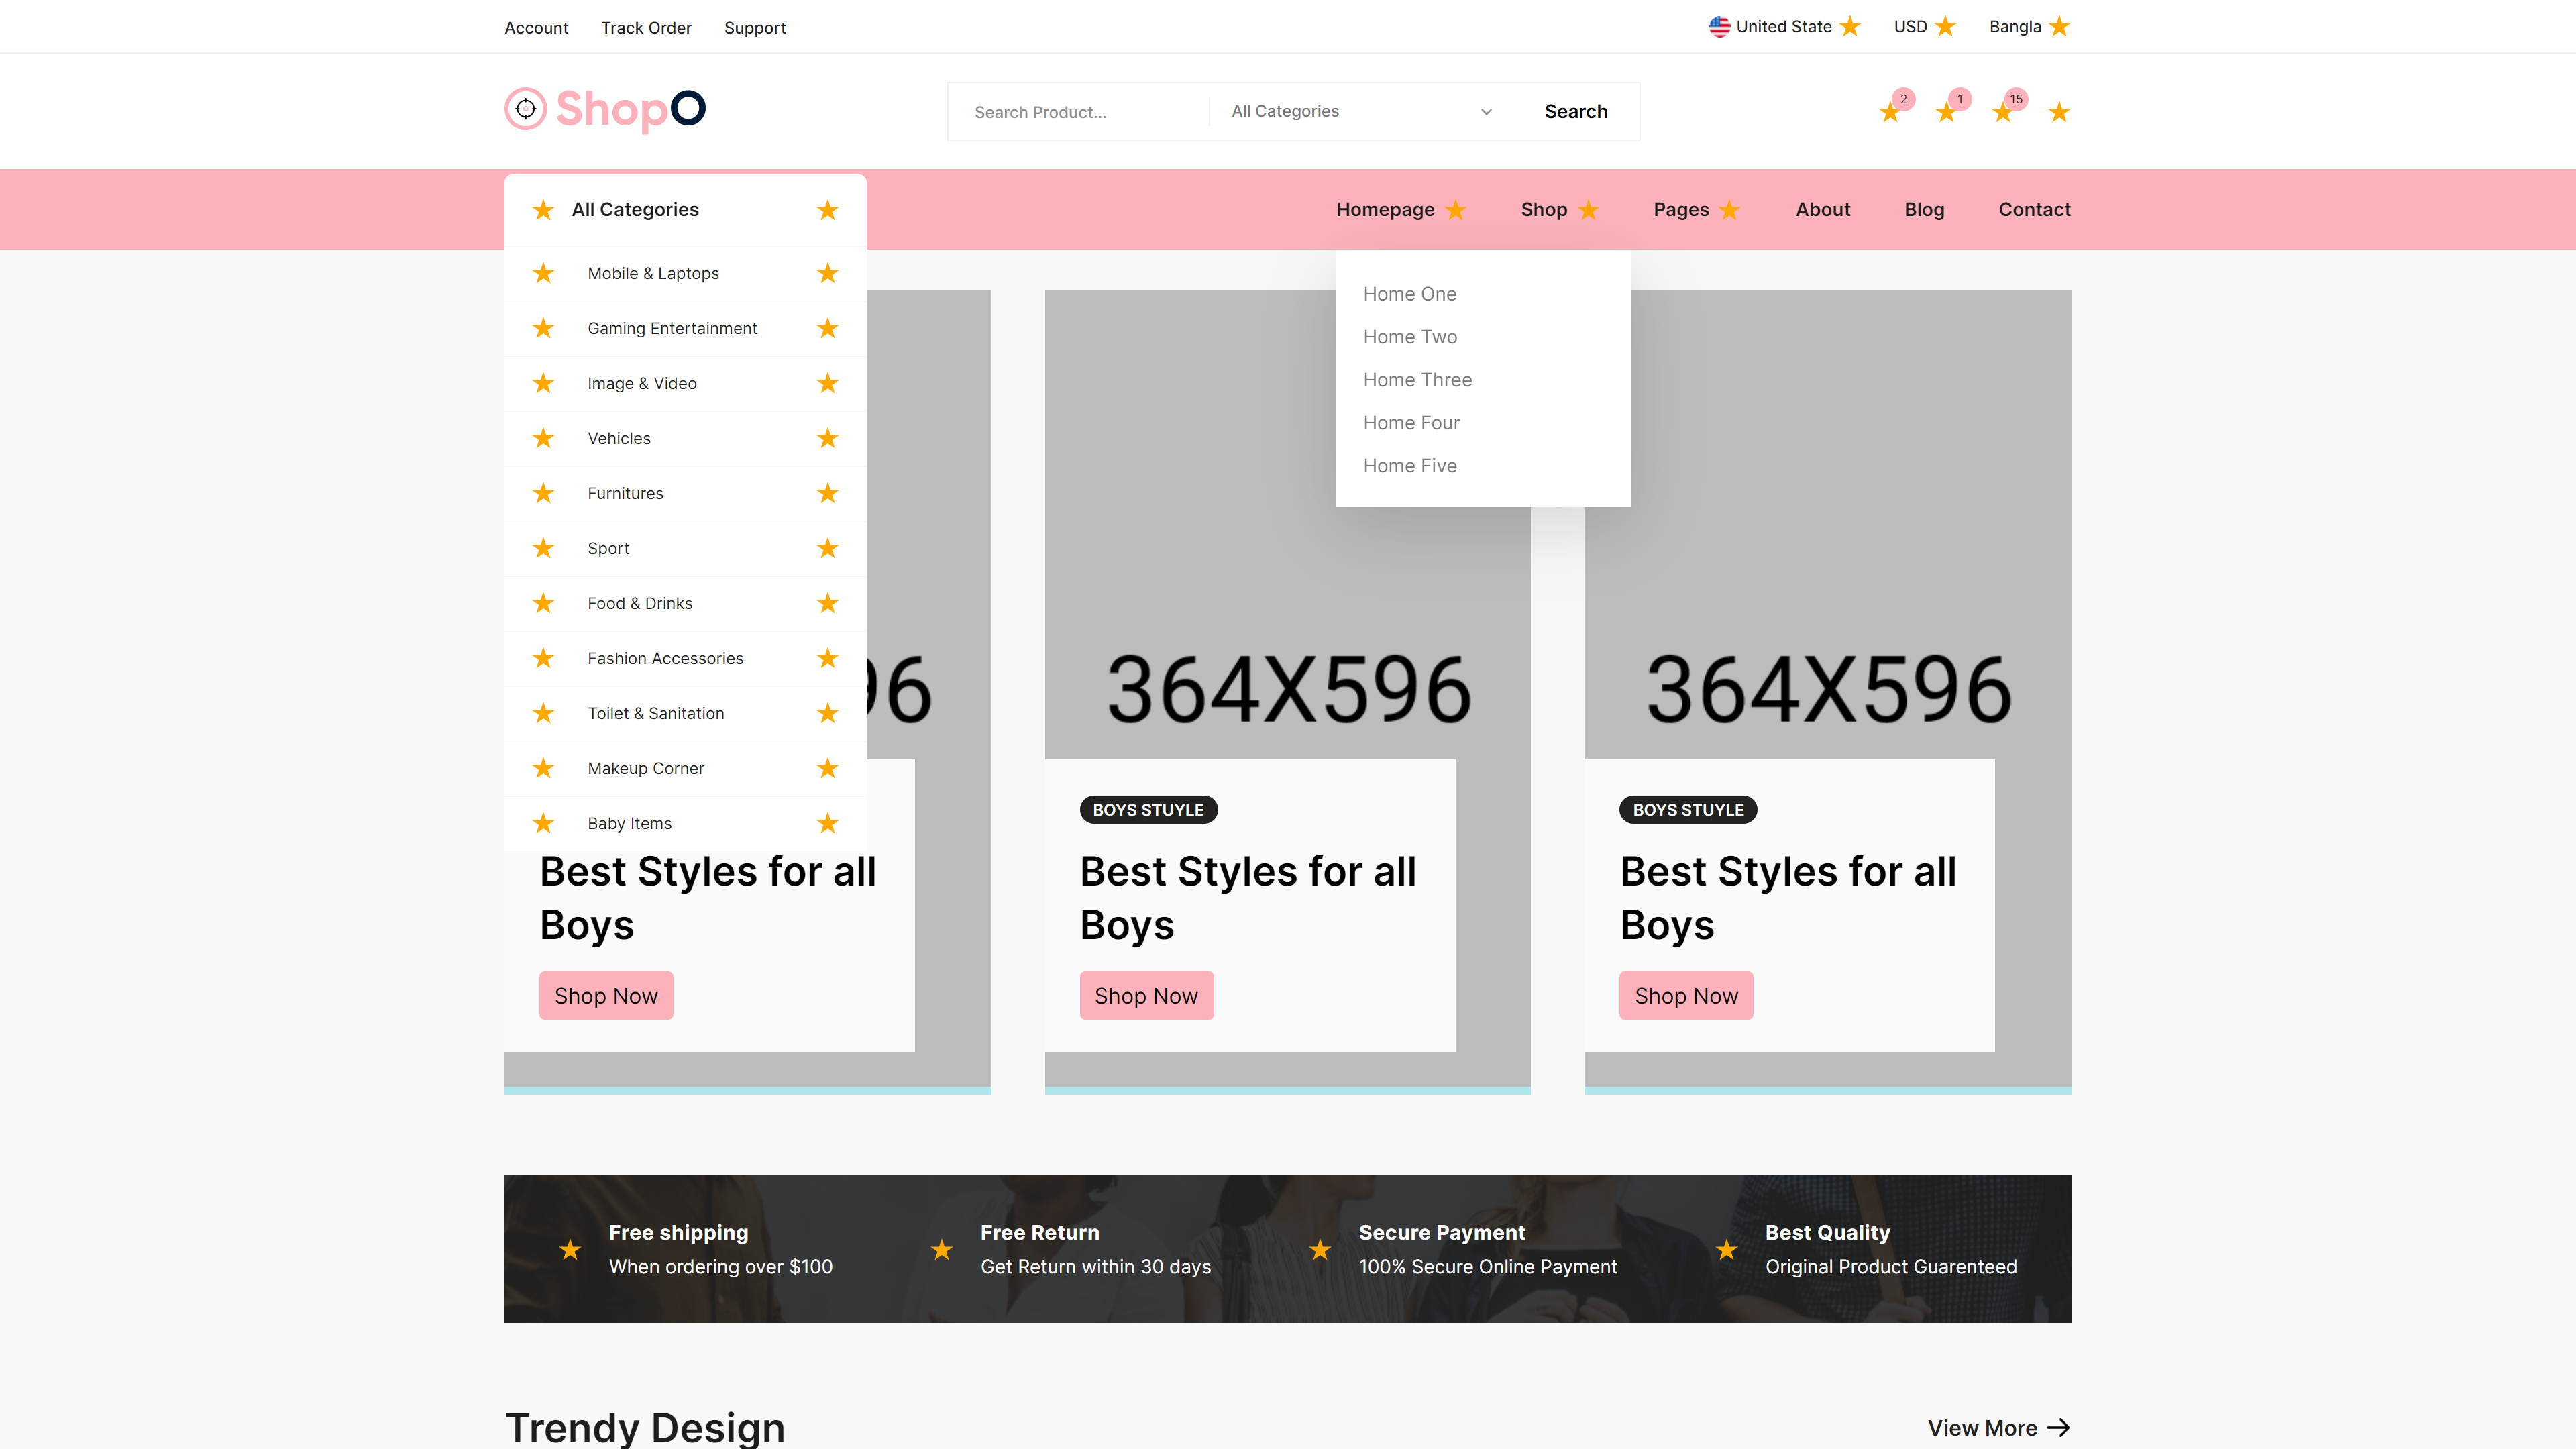 Account Track Order Support United State USD Bangla
ShopO Search Product... All Categories Search 2 1 15
All Categories Homepage Shop Pages About Blog Contact
Mobile & Laptops
Gaming Entertainment
Image & Video
Vehicles
Furnitures
Sport
Food & Drinks
Fashion Accessories
Toilet & Sanitation
Makeup Corner
Baby Items
Home One
Home Two
Home Three
Home Four
Home Five
96 364X596 364X596
BOYS STUYLE BOYS STUYLE
Best Styles for all Best Styles for all Best Styles for all
Boys Boys Boys
Shop Now Shop Now Shop Now
Free shipping Free Return Secure Payment Best Quality
When ordering over $100 Get Return within 30 days 100% Secure Online Payment Original Product Guarenteed
Trendy Design View More